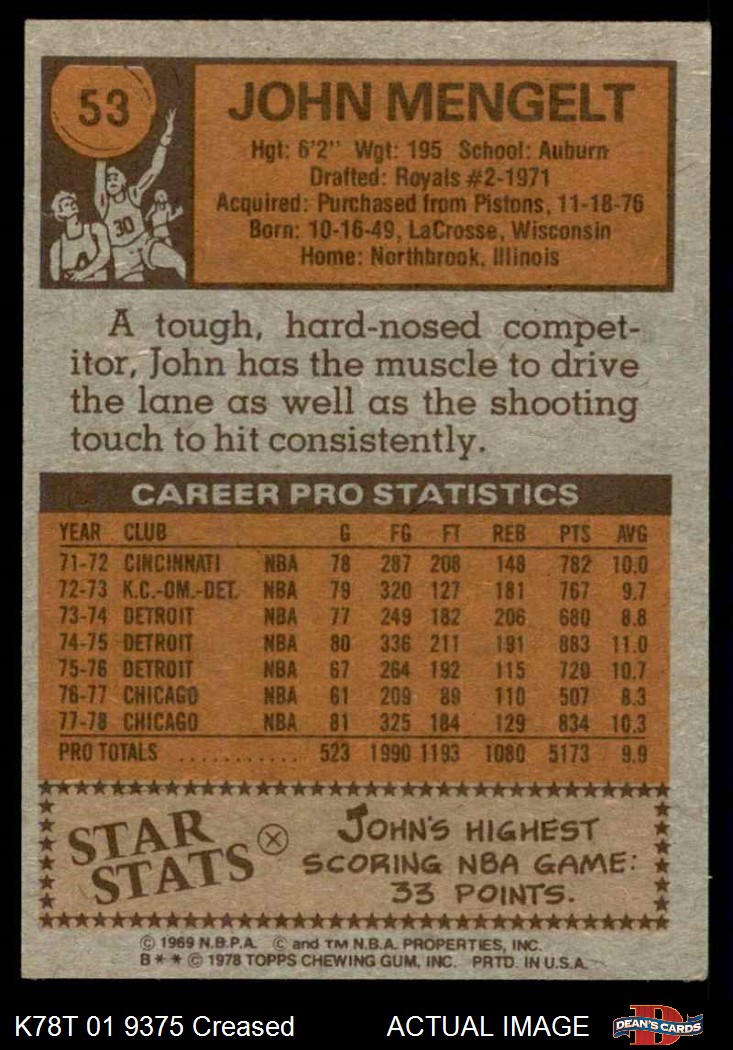 53
JOHN MENGELT
Hgt: 6'2" Wgt: 195 School: Auburn
Drafted: Royals #2-1971
Acquired: Purchased from Pistons, 11-18-76
Born: 10-16-49, LaCrosse, Wisconsin
Home: Northbrook, Illinois
30
A tough, hard-nosed compet-
itor, John has the muscle to drive
the lane as well as the shooting
touch to hit consistently.
CAREER PRO STATISTICS
YEAR CLUB G FG FT REB PTS AVG
71-72 CINCINNATI NBA 78 287 208 148 782 10.0
72-73 K.C.-OM.-DET. NBA 79 320 127 181 767 9.7
73-74 DETROIT NBA 77 249 182 206 680 8.8
74-75 DETROIT NBA 80 336 211 191 883 11.0
75-76 DETROIT NBA 67 264 192 115 720 10.7
76-77 CHICAGO NBA 61 209 89 110 507 8.3
77-78 CHICAGO NBA 81 325 184 129 834 10.3
PRO TOTALS ........... 523 1990 1193 1080 5173 9.9
STAR STATS
JOHN'S HIGHEST
SCORING NBA GAME:
33 POINTS.
© 1969 N.B.P.A. © and TM N.B.A. PROPERTIES, INC.
B** © 1978 TOPPS CHEWING GUM, INC. PRTD. IN U.S.A.
K78T 01 9375 Creased ACTUAL IMAGE
D
DEAN'S CARDS